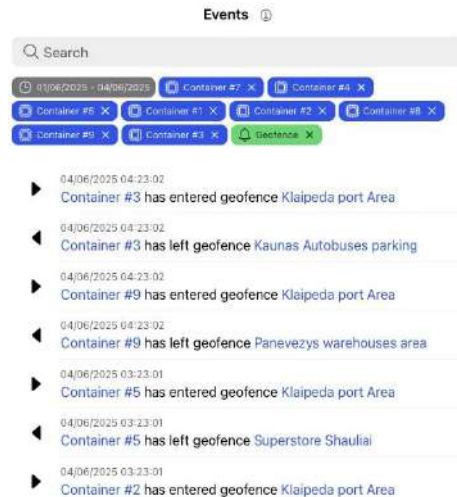 Events
Search
01/06/2025 - 04/06/2025 Container #7 X Container #4 X
Container #5 X Container #1 X Container #2 X Container #8 X
Container #9 X Container #3 X Geofence X
04/06/2025 04:23:02
Container #3 has entered geofence Klaipeda port Area
04/06/2025 04:23:02
Container #3 has left geofence Kaunas Autobuses parking
04/06/2025 04:23:02
Container #9 has entered geofence Klaipeda port Area
04/06/2025 04:23:02
Container #9 has left geofence Panevezys warehouses area
04/06/2025 03:23:01
Container #5 has entered geofence Klaipeda port Area
04/06/2025 03:23:01
Container #5 has left geofence Superstore Shauliai
04/06/2025 03:23:01
Container #2 has entered geofence Klaipeda port Area